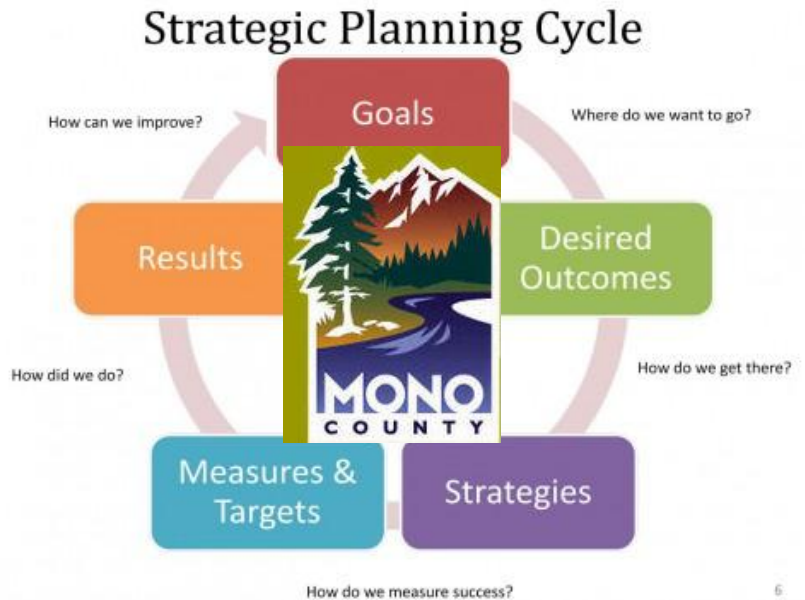 Strategic Planning Cycle
Goals
Where do we want to go?
Desired
Outcomes
How do we get there?
Strategies
How do we measure success?
Measures &
Targets
How did we do?
Results
How can we improve?
MONO
COUNTY
6